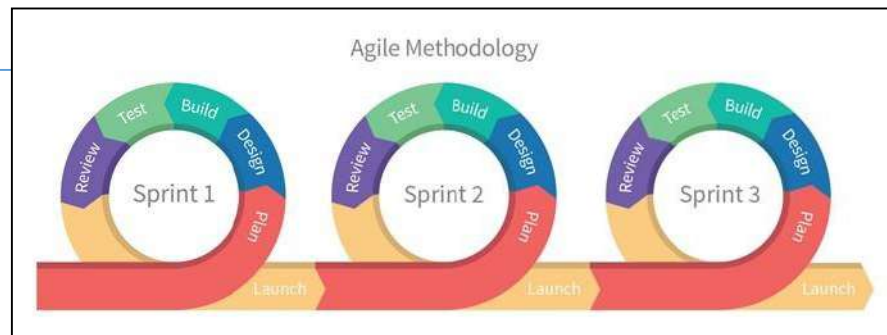 Agile Methodology
Plan
Design
Build
Test
Review
Sprint 1
Launch
Plan
Design
Build
Test
Review
Sprint 2
Launch
Plan
Design
Build
Test
Review
Sprint 3
Launch